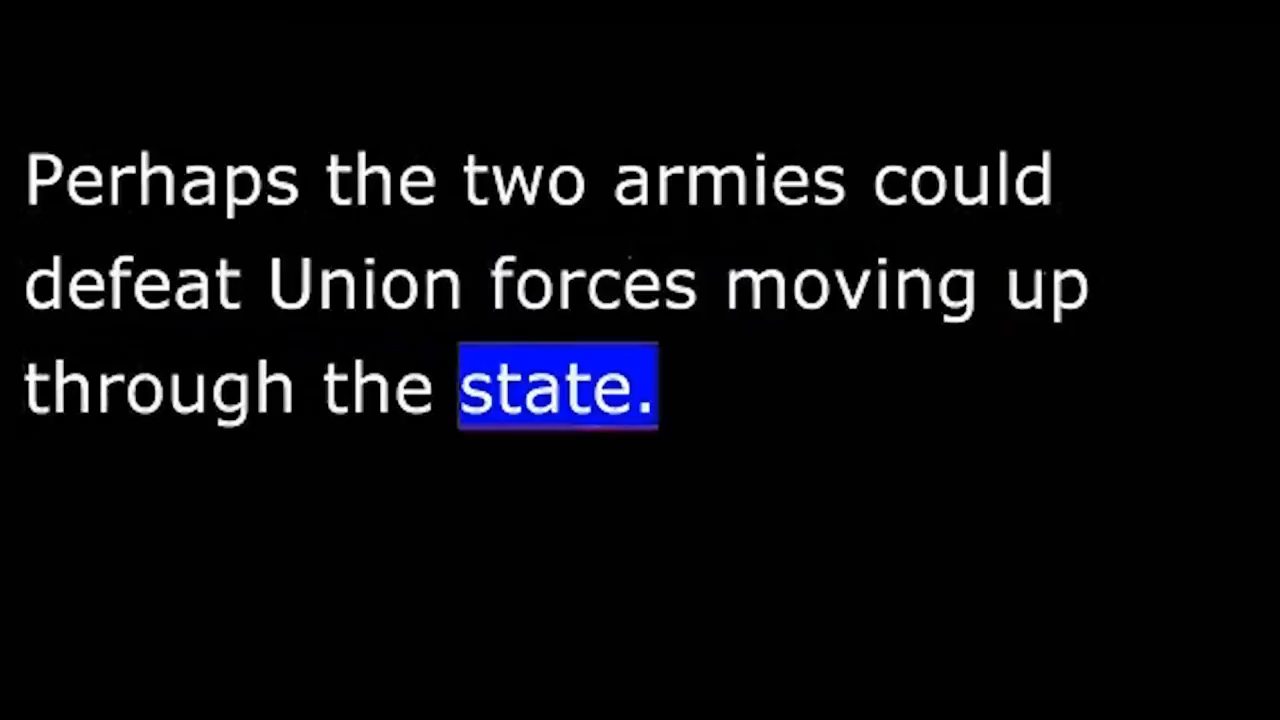 Perhaps the two armies could
defeat Union forces moving up
through the state.